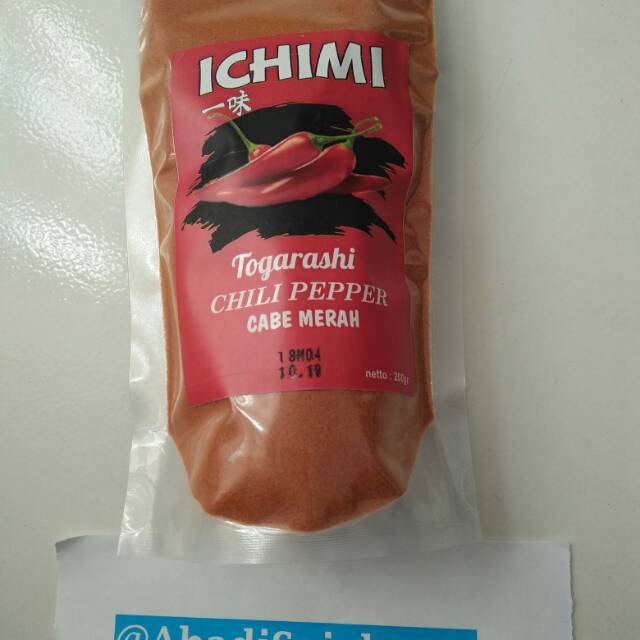 ICHIMI
一味
Togarashi
CHILI PEPPER
CABE MERAH
18M04
10.19
netto : 200gr